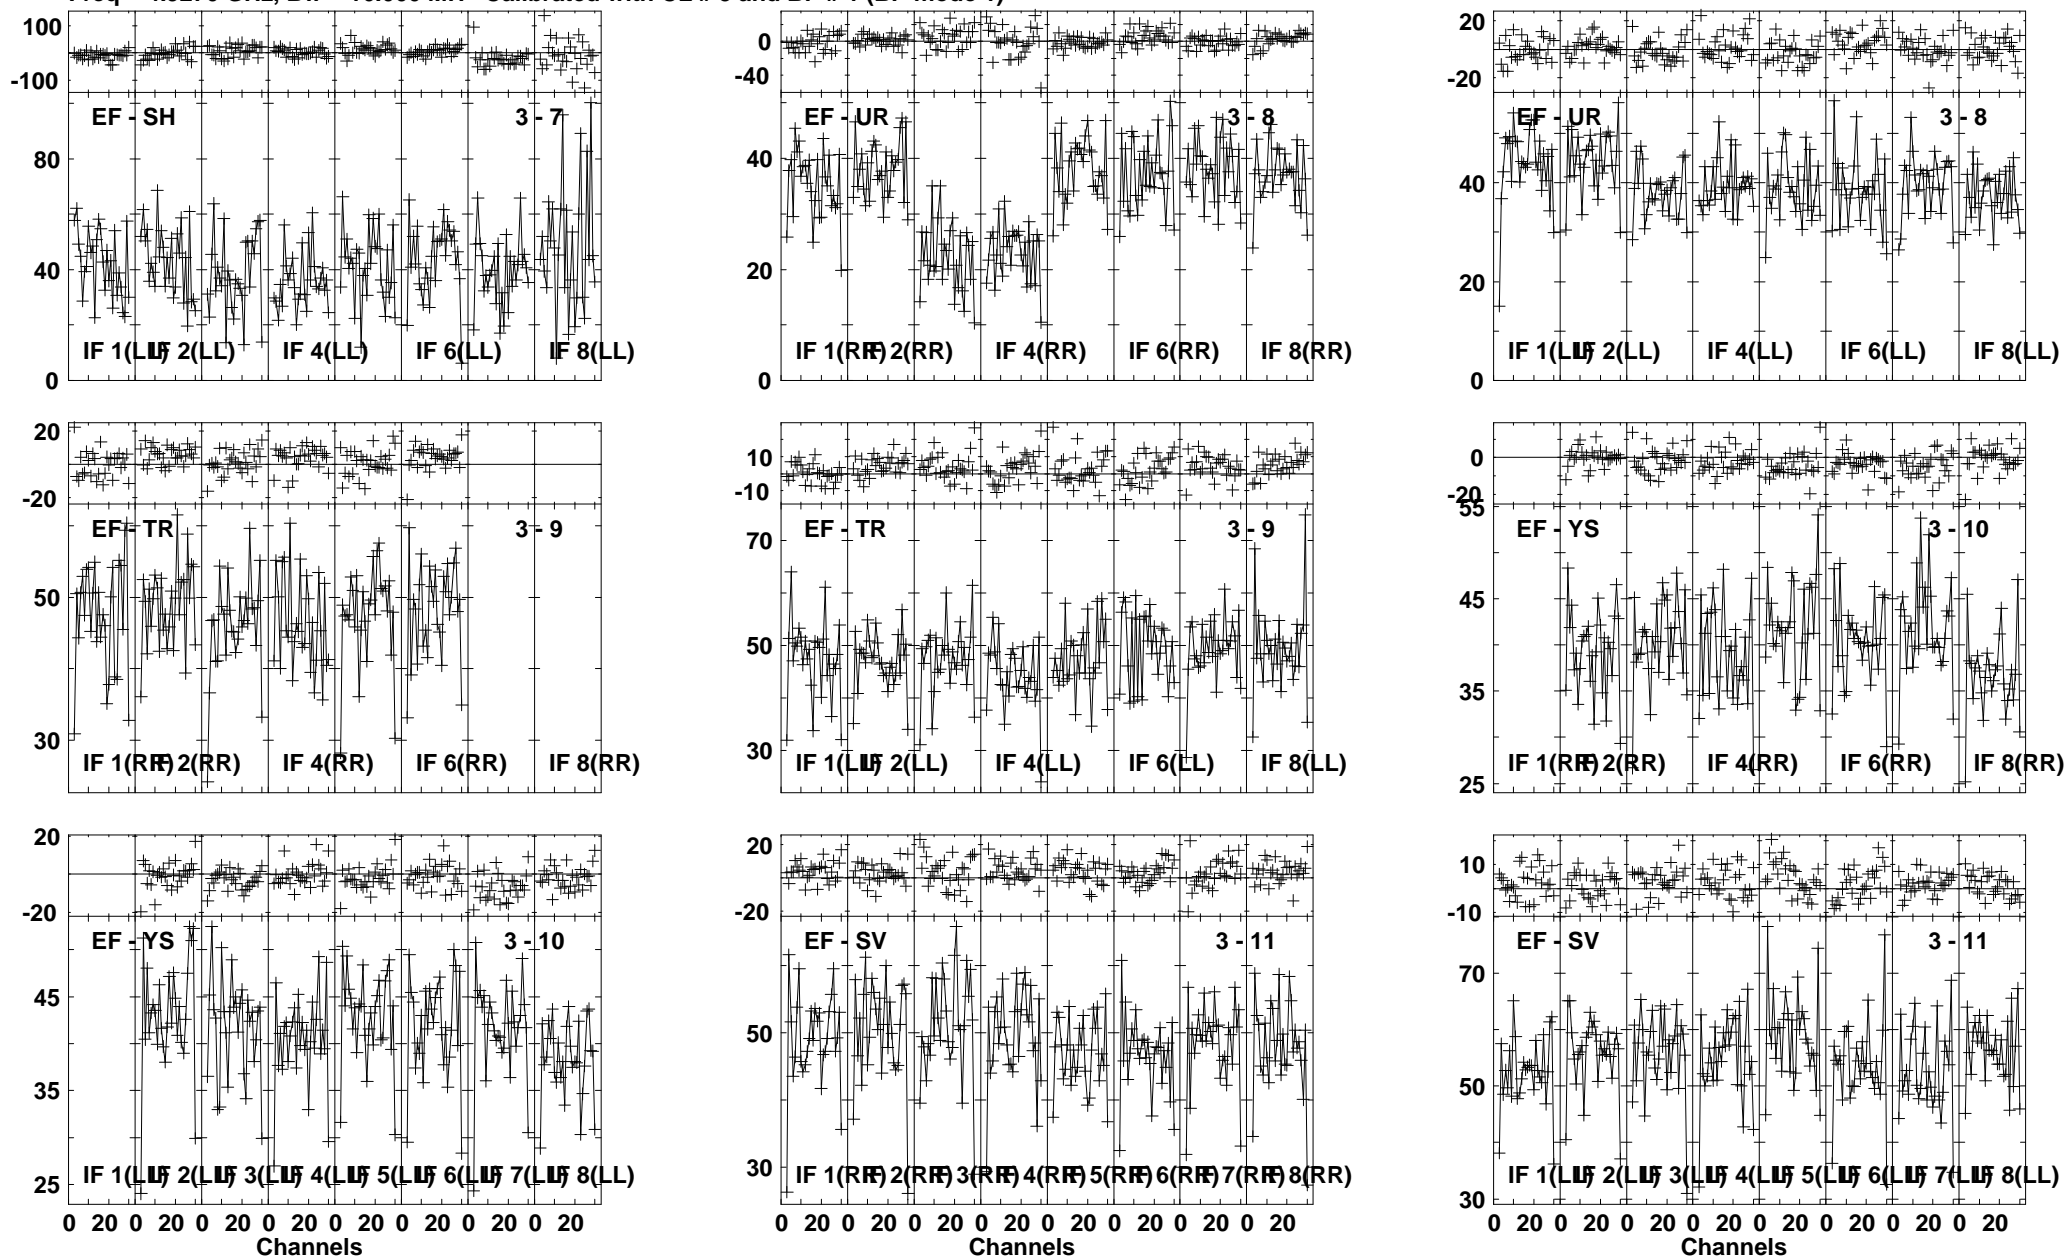 100
-100
EF - SH 3 - 7
80
40
0
IF 1(LL) IF 2(LL) IF 4(LL) IF 6(LL) IF 8(LL)
0
-40
EF - UR 3 - 8
40
20
0
IF 1(RR) IF 2(RR) IF 4(RR) IF 6(RR) IF 8(RR)
20
-20
EF - UR 3 - 8
40
20
0
IF 1(LL) IF 2(LL) IF 4(LL) IF 6(LL) IF 8(LL)
20
-20
EF - TR 3 - 9
50
30
IF 1(RR) IF 2(RR) IF 4(RR) IF 6(RR) IF 8(RR)
10
-10
EF - TR 3 - 9
70
50
30
IF 1(LL) IF 2(LL) IF 4(LL) IF 6(LL) IF 8(LL)
0
-20
55
EF - YS 3 - 10
45
35
25
IF 1(RR) IF 2(RR) IF 4(RR) IF 6(RR) IF 8(RR)
20
-20
EF - YS 3 - 10
45
35
25
IF 1(LL) IF 2(LL) IF 3(LL) IF 4(LL) IF 5(LL) IF 6(LL) IF 7(LL) IF 8(LL)
0 20 0 20 0 20 0 20 0 20 0 20 0 20 0 20
Channels
20
-20
EF - SV 3 - 11
50
30
IF 1(RR) IF 2(RR) IF 3(RR) IF 4(RR) IF 5(RR) IF 6(RR) IF 7(RR) IF 8(RR)
0 20 0 20 0 20 0 20 0 20 0 20 0 20 0 20
Channels
10
-10
EF - SV 3 - 11
70
50
30
IF 1(LL) IF 2(LL) IF 3(LL) IF 4(LL) IF 5(LL) IF 6(LL) IF 7(LL) IF 8(LL)
0 20 0 20 0 20 0 20 0 20 0 20 0 20 0 20
Channels